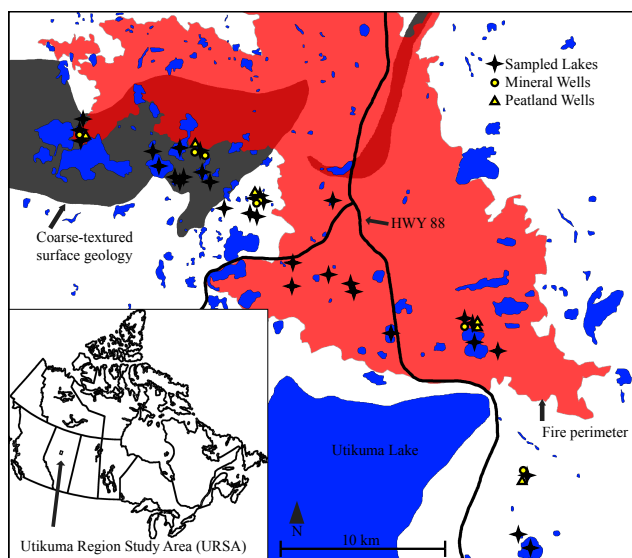 Sampled Lakes
Mineral Wells
Peatland Wells
HWY 88
Coarse-textured
surface geology
Fire perimeter
Utikuma Lake
Utikuma Region Study Area (URSA)
N
10 km